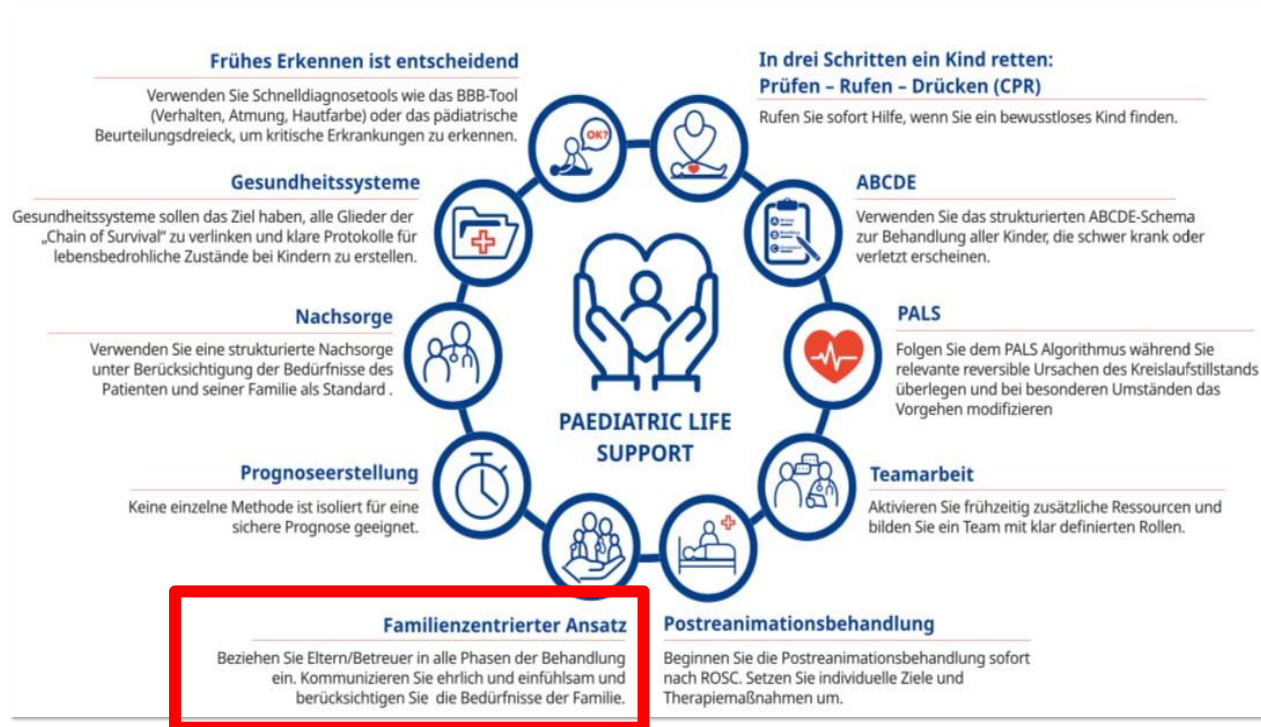 Frühes Erkennen ist entscheidend
Verwenden Sie Schnelldiagnosetools wie das BBB-Tool
(Verhalten, Atmung, Hautfarbe) oder das pädiatrische
Beurteilungsdreieck, um kritische Erkrankungen zu erkennen.
OK?
In drei Schritten ein Kind retten:
Prüfen – Rufen – Drücken (CPR)
Rufen Sie sofort Hilfe, wenn Sie ein bewusstloses Kind finden.
Gesundheitssysteme
Gesundheitssysteme sollen das Ziel haben, alle Glieder der
„Chain of Survival“ zu verlinken und klare Protokolle für
lebensbedrohliche Zustände bei Kindern zu erstellen.
ABCDE
Verwenden Sie das strukturierten ABCDE-Schema
zur Behandlung aller Kinder, die schwer krank oder
verletzt erscheinen.
Nachsorge
Verwenden Sie eine strukturierte Nachsorge
unter Berücksichtigung der Bedürfnisse des
Patienten und seiner Familie als Standard .
PALS
Folgen Sie dem PALS Algorithmus während Sie
relevante reversible Ursachen des Kreislaufstillstands
überlegen und bei besonderen Umständen das
Vorgehen modifizieren
PAEDIATRIC LIFE
SUPPORT
Prognoseerstellung
Keine einzelne Methode ist isoliert für eine
sichere Prognose geeignet.
Teamarbeit
Aktivieren Sie frühzeitig zusätzliche Ressourcen und
bilden Sie ein Team mit klar definierten Rollen.
Familienzentrierter Ansatz
Beziehen Sie Eltern/Betreuer in alle Phasen der Behandlung
ein. Kommunizieren Sie ehrlich und einfühlsam und
berücksichtigen Sie die Bedürfnisse der Familie.
Postreanimationsbehandlung
Beginnen Sie die Postreanimationsbehandlung sofort
nach ROSC. Setzen Sie individuelle Ziele und
Therapiemaßnahmen um.